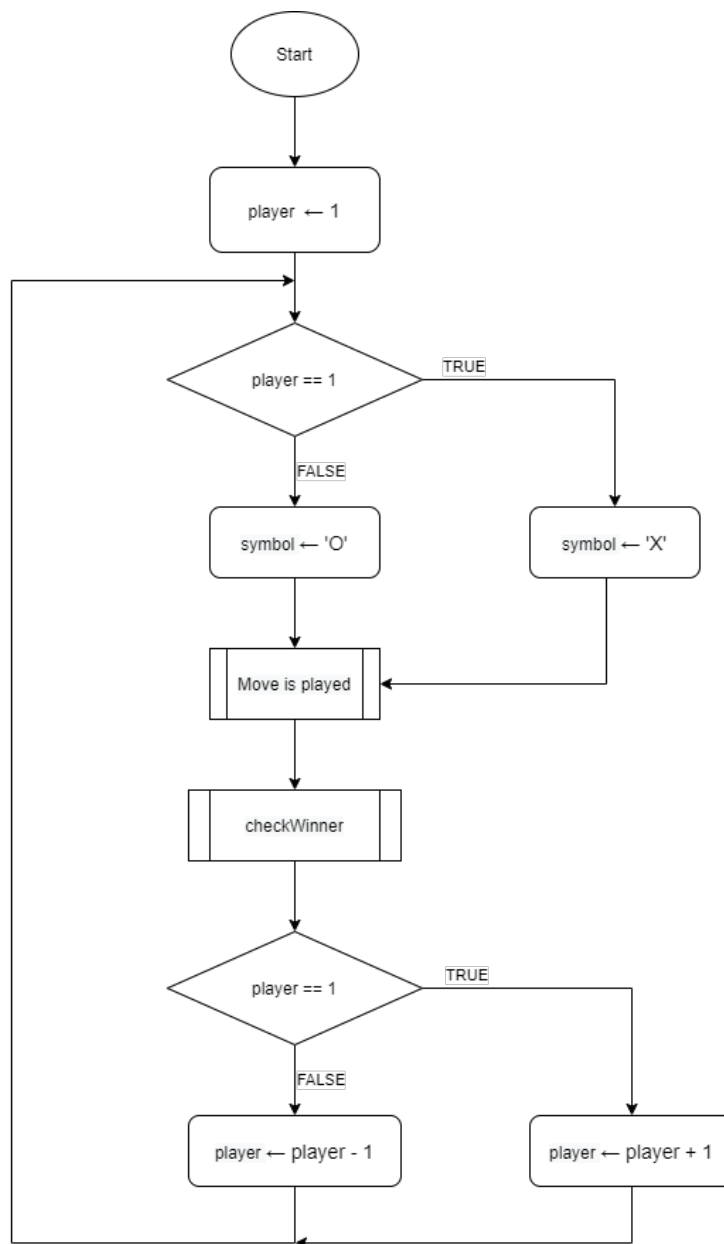 Start
player ← 1
player == 1
TRUE
FALSE
symbol ← 'O'
symbol ← 'X'
Move is played
checkWinner
player == 1
TRUE
FALSE
player ← player - 1
player ← player + 1